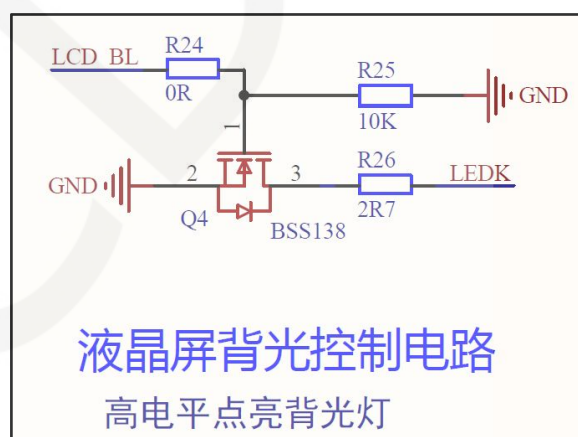 LCD_BL
R24
0R
R25
10K
GND
1
GND
2
3
R26
2R7
LEDK
Q4
BSS138
液晶屏背光控制电路
高电平点亮背光灯